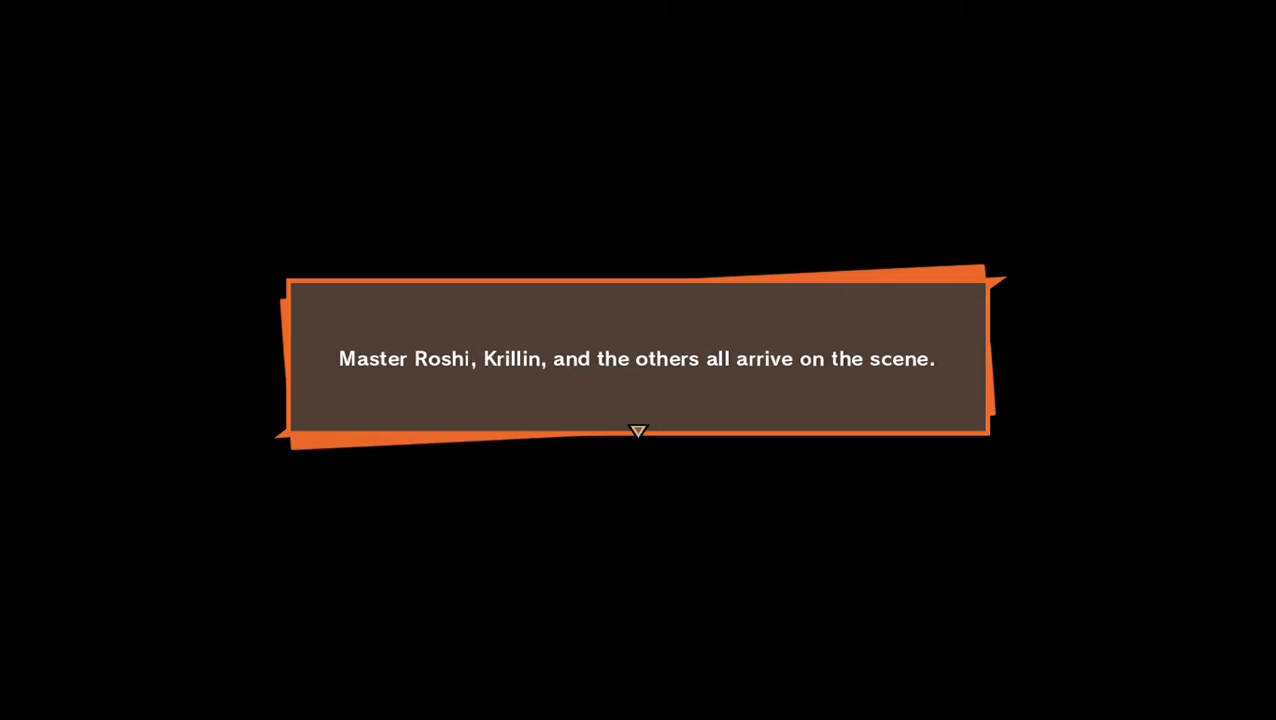 Master Roshi, Krillin, and the others all arrive on the scene.